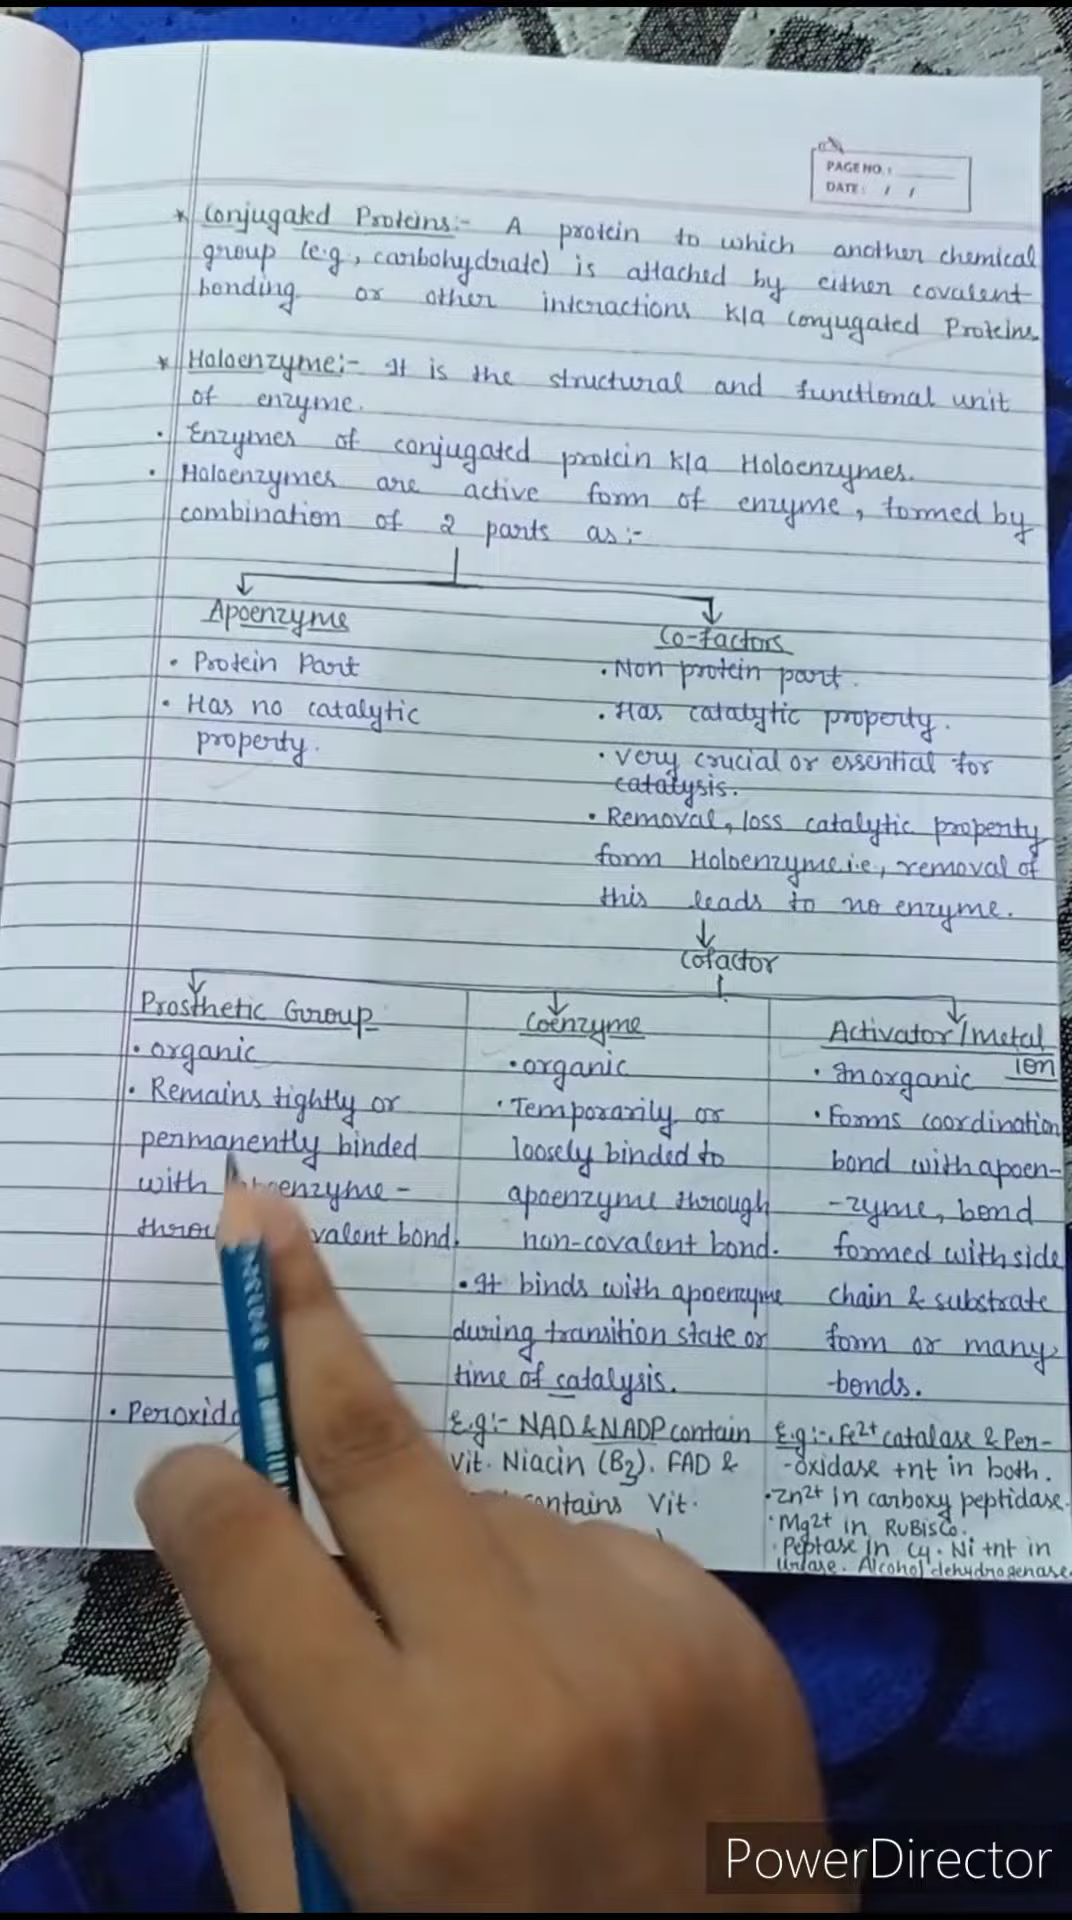 PAGE NO.:
DATE: / /
* Conjugated Proteins:- A protein to which another chemical
group (e.g, carbohydrate) is attached by either covalent
bonding or other interactions k/a conjugated Proteins.
* Holoenzyme:- It is the structural and functional unit
of enzyme.
• Enzymes of conjugated protein k/a Holoenzymes.
• Holoenzymes are active form of enzyme, formed by
combination of 2 parts as:-
Apoenzyme
• Protein Part
• Has no catalytic
property.
Co-factors
• Non protein part.
• Has catalytic property.
• very crucial or essential for
catalysis.
• Removal, loss catalytic property
form Holoenzyme i.e., removal of
this leads to no enzyme.
Cofactor
Prosthetic Group
• organic
• Remains tightly or
permanently binded
with enzyme -
valent bond.
• Peroxid
Coenzyme
• organic
• Temporarily or
loosely binded to
apoenzyme through
non-covalent bond.
• It binds with apoenzyme
during transition state or
time of catalysis.
E.g:- NAD & NADP contain
Vit. Niacin (B3). FAD &
contains Vit.
Activator/Metal
ion
• Inorganic
• Forms coordination
bond with apoen-
-zyme, bond
formed with side
chain & substrate
form or many
-bonds.
E.g:-, Fe2+ catalase & Per-
-oxidase +nt in both.
• Zn2+ in carboxy peptidase.
• Mg2+ in RuBisCo.
• Peptase in C4. Ni +nt in
Urease. Alcohol dehydrogenase.
PowerDirector